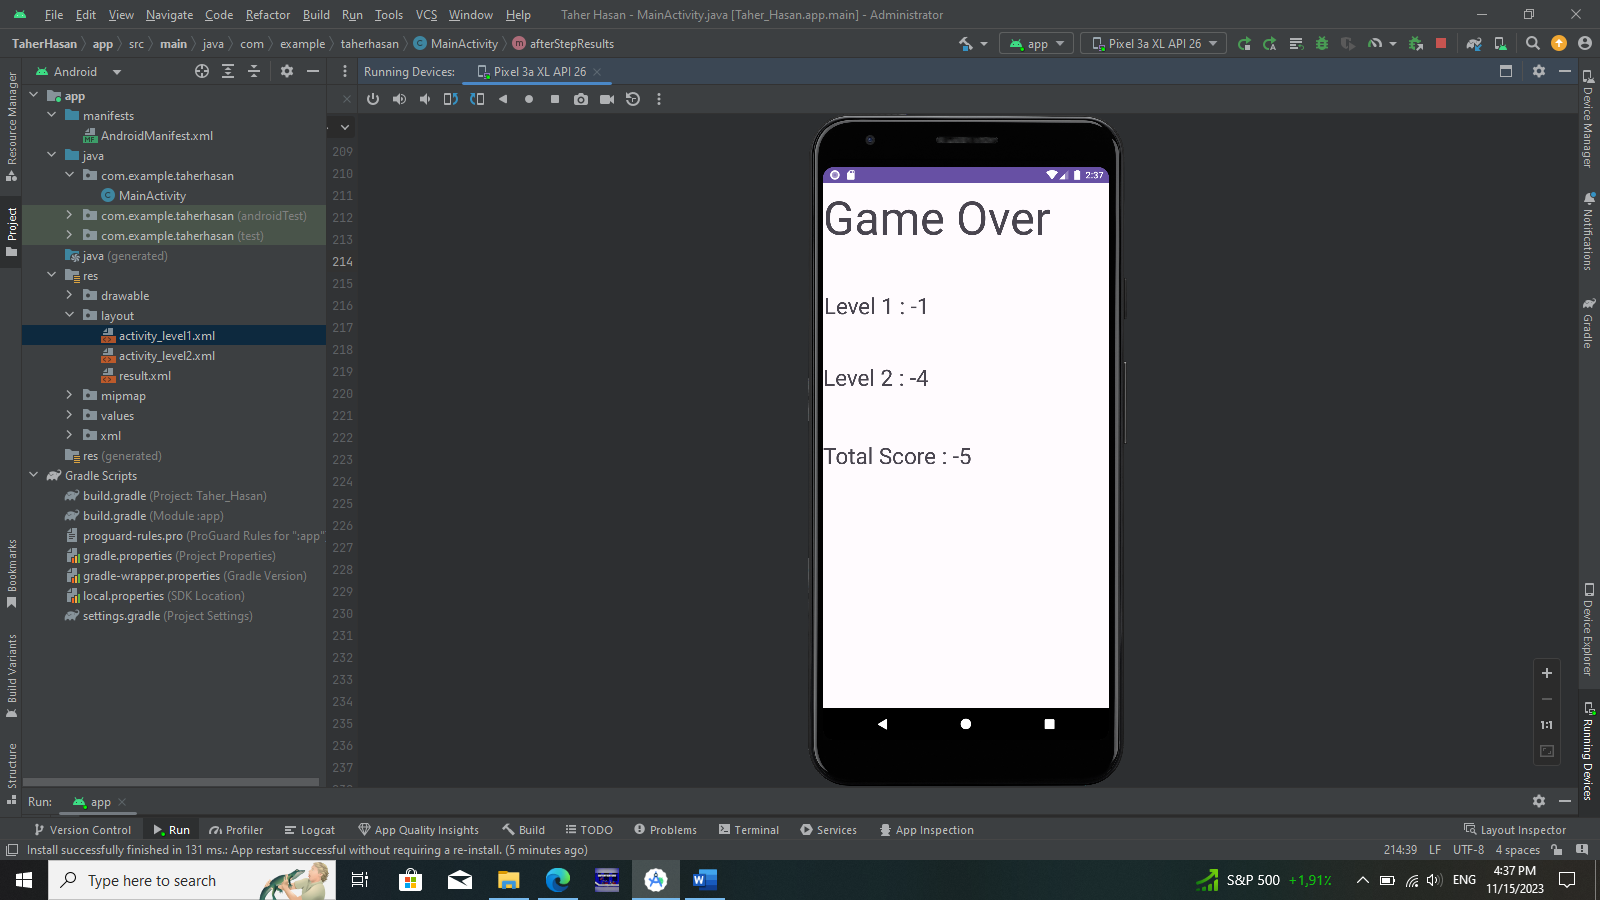 File Edit View Navigate Code Refactor Build Run Tools VCS Window Help Taher Hasan - MainActivity.java [Taher_Hasan.app.main] - Administrator
TaherHasan app src main java com example taherhasan MainActivity afterStepResults app Pixel 3a XL API 26
Android Running Devices: Pixel 3a XL API 26
Resource Manager
Project
Bookmarks
Build Variants
Structure
app
manifests
AndroidManifest.xml
java
com.example.taherhasan
MainActivity
com.example.taherhasan (androidTest)
com.example.taherhasan (test)
java (generated)
res
drawable
layout
activity_level1.xml
activity_level2.xml
result.xml
mipmap
values
xml
res (generated)
Gradle Scripts
build.gradle (Project: Taher_Hasan)
build.gradle (Module :app)
proguard-rules.pro (ProGuard Rules for ":app"
gradle.properties (Project Properties)
gradle-wrapper.properties (Gradle Version)
local.properties (SDK Location)
settings.gradle (Project Settings)
209
210
211
212
213
214
215
216
217
218
219
220
221
222
223
224
225
226
227
228
229
230
231
232
233
234
235
236
237
2:37
Game Over
Level 1 : -1
Level 2 : -4
Total Score : -5
1:1
Device Manager
Notifications
Gradle
Device Explorer
Running Devices
Run: app
Version Control Run Profiler Logcat App Quality Insights Build TODO Problems Terminal Services App Inspection Layout Inspector
Install successfully finished in 131 ms.: App restart successful without requiring a re-install. (5 minutes ago) 214:39 LF UTF-8 4 spaces
Type here to search S&P 500 +1,91% ENG 4:37 PM
11/15/2023